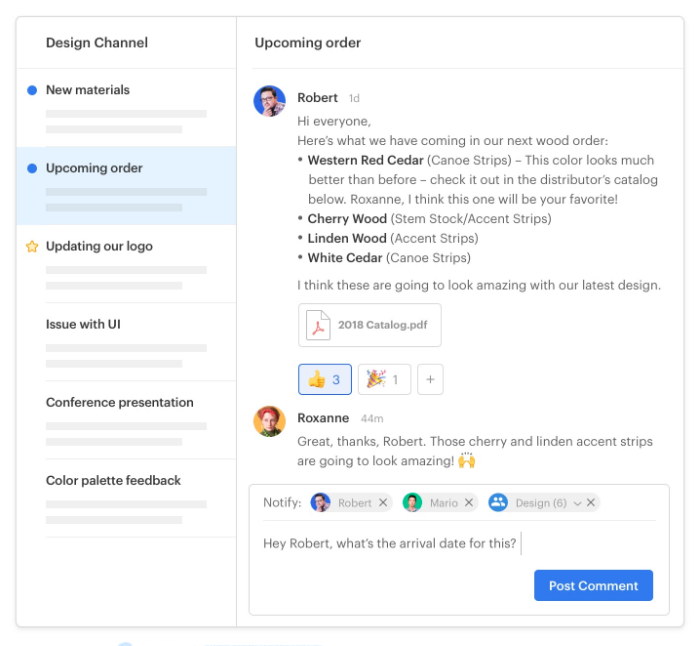 Design Channel
New materials
Upcoming order
Updating our logo
Issue with UI
Conference presentation
Color palette feedback
Upcoming order
Robert 1d
Hi everyone,
Here's what we have coming in our next wood order:
• Western Red Cedar (Canoe Strips) – This color looks much
better than before – check it out in the distributor's catalog
below. Roxanne, I think this one will be your favorite!
• Cherry Wood (Stem Stock/Accent Strips)
• Linden Wood (Accent Strips)
• White Cedar (Canoe Strips)
I think these are going to look amazing with our latest design.
2018 Catalog.pdf
👍 3 🎉 1 +
Roxanne 44m
Great, thanks, Robert. Those cherry and linden accent strips
are going to look amazing! 🙌
Notify: Robert ✕ Mario ✕ Design (6) ✕
Hey Robert, what's the arrival date for this?
Post Comment